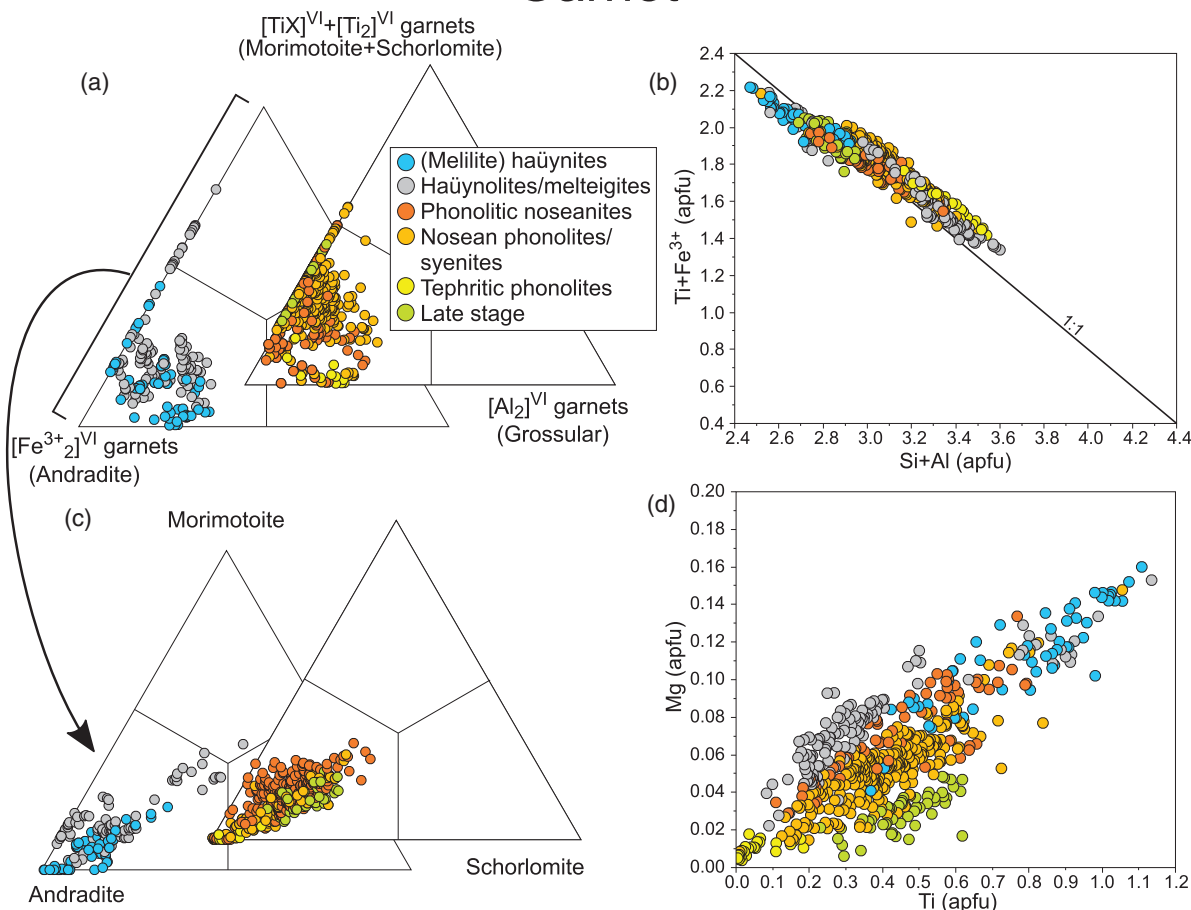 [TiX]VI+[Ti2]VI garnets
(Morimotoite+Schorlomite)
(a)
(Melilite) haüynites
Haüynolites/melteigites
Phonolitic noseanites
Nosean phonolites/
syenites
Tephritic phonolites
Late stage
[Fe3+2]VI garnets
(Andradite)
[Al2]VI garnets
(Grossular)
(b)
Ti+Fe3+ (apfu)
2.4
2.2
2.0
1.8
1.6
1.4
1.2
1.0
0.8
0.6
0.4
1:1
2.4 2.6 2.8 3.0 3.2 3.4 3.6 3.8 4.0 4.2 4.4
Si+Al (apfu)
(c)
Morimotoite
Andradite
Schorlomite
(d)
Mg (apfu)
0.20
0.18
0.16
0.14
0.12
0.10
0.08
0.06
0.04
0.02
0.00
0.0 0.1 0.2 0.3 0.4 0.5 0.6 0.7 0.8 0.9 1.0 1.1 1.2
Ti (apfu)